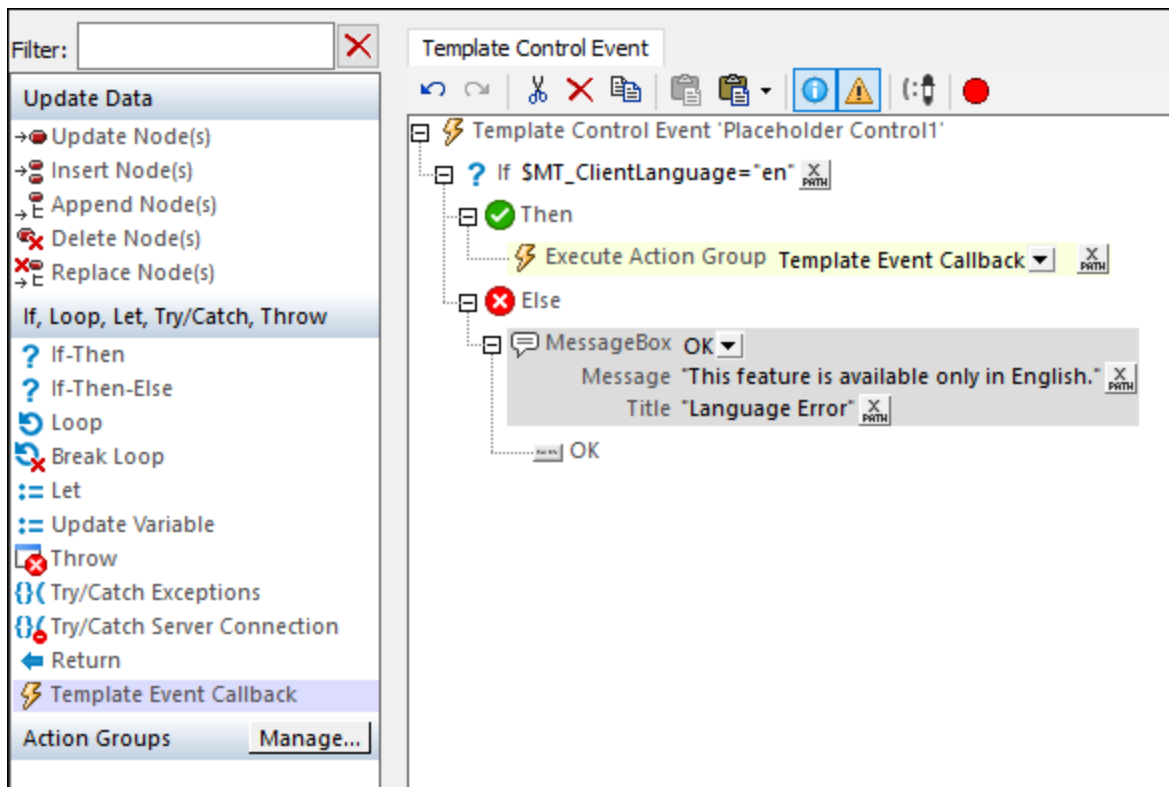 Filter:
Update Data
Update Node(s)
Insert Node(s)
Append Node(s)
Delete Node(s)
Replace Node(s)
If, Loop, Let, Try/Catch, Throw
If-Then
If-Then-Else
Loop
Break Loop
Let
Update Variable
Throw
Try/Catch Exceptions
Try/Catch Server Connection
Return
Template Event Callback
Action Groups Manage...
Template Control Event
Template Control Event 'Placeholder Control1'
If $MT_ClientLanguage="en" X PATH
Then
Execute Action Group Template Event Callback X PATH
Else
MessageBox OK
Message "This feature is available only in English." X PATH
Title "Language Error" X PATH
OK